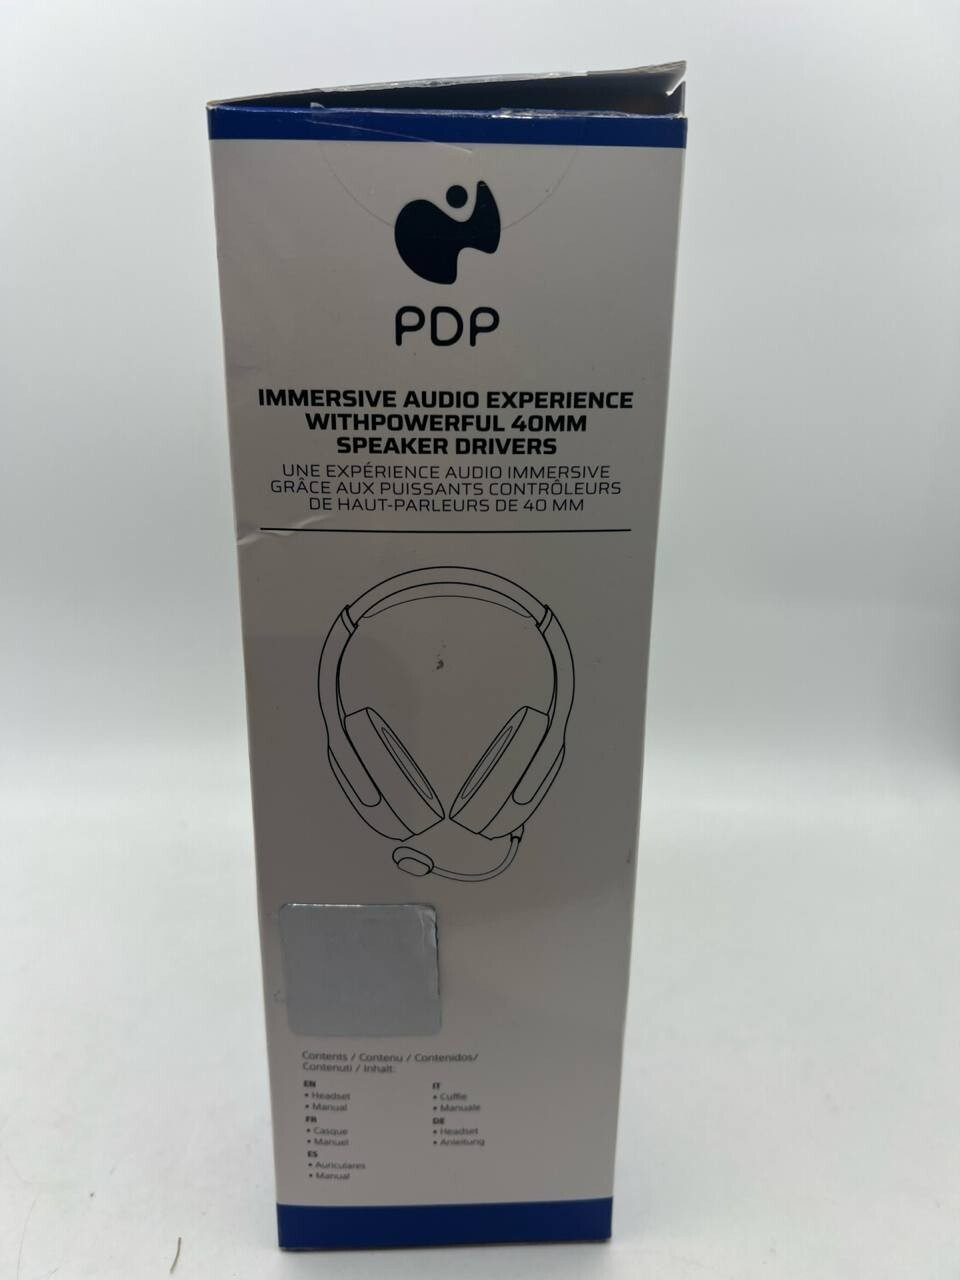 PDP
IMMERSIVE AUDIO EXPERIENCE
WITHPOWERFUL 40MM
SPEAKER DRIVERS
UNE EXPÉRIENCE AUDIO IMMERSIVE
GRÂCE AUX PUISSANTS CONTRÔLEURS
DE HAUT-PARLEURS DE 40 MM
Contents / Contenu / Contenidos/
Contenuti / Inhalt:
EN
• Headset
• Manual
FR
• Casque
• Manuel
ES
• Auriculares
• Manual
IT
• Cuffie
• Manuale
DE
• Headset
• Anleitung